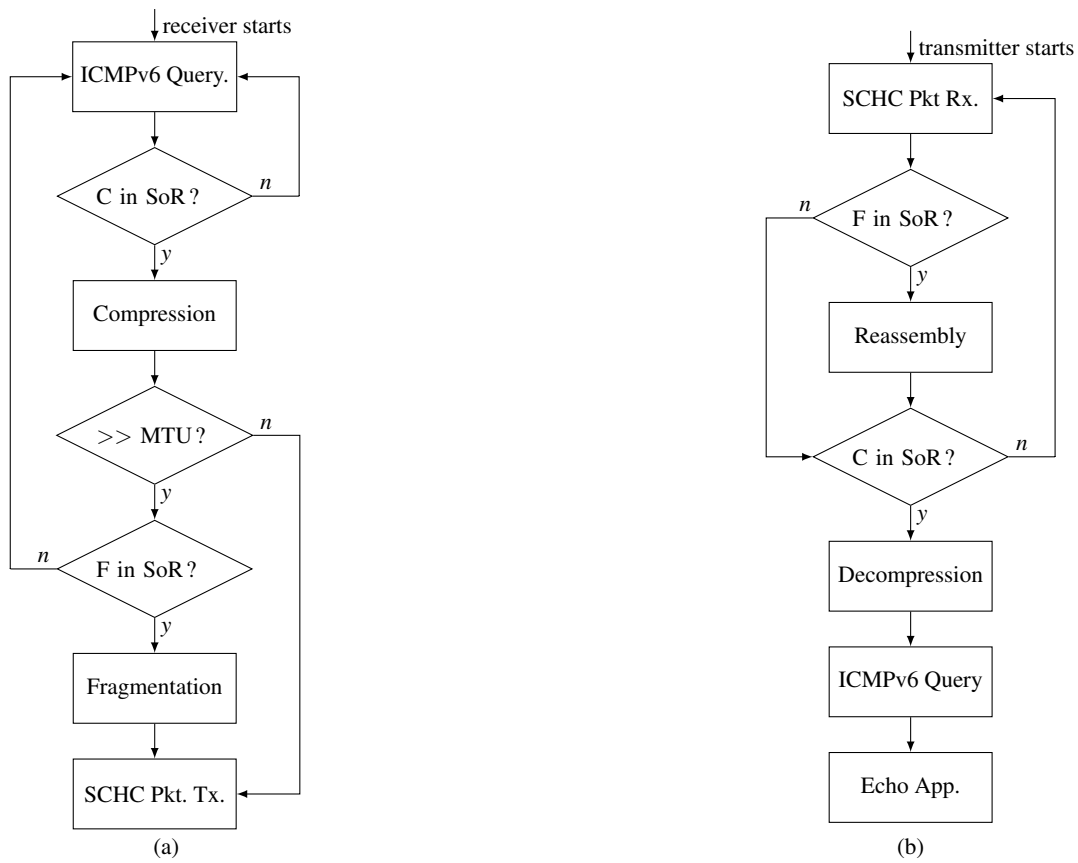 receiver starts
ICMPv6 Query.
C in SoR?
n
y
Compression
>> MTU?
n
y
F in SoR?
n
y
Fragmentation
SCHC Pkt. Tx.
(a)
transmitter starts
SCHC Pkt Rx.
n
F in SoR?
y
Reassembly
C in SoR?
n
y
Decompression
ICMPv6 Query
Echo App.
(b)